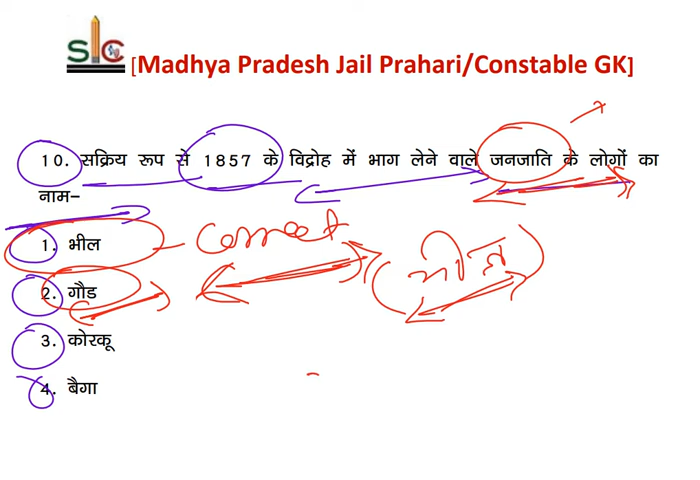 SIC
[Madhya Pradesh Jail Prahari/Constable GK]
10. सक्रिय रूप से 1857 के विद्रोह में भाग लेने वाले जनजाति के लोगों का
नाम-
1. भील
correct
(भील)
2. गौड
3. कोरकू
4. बैगा